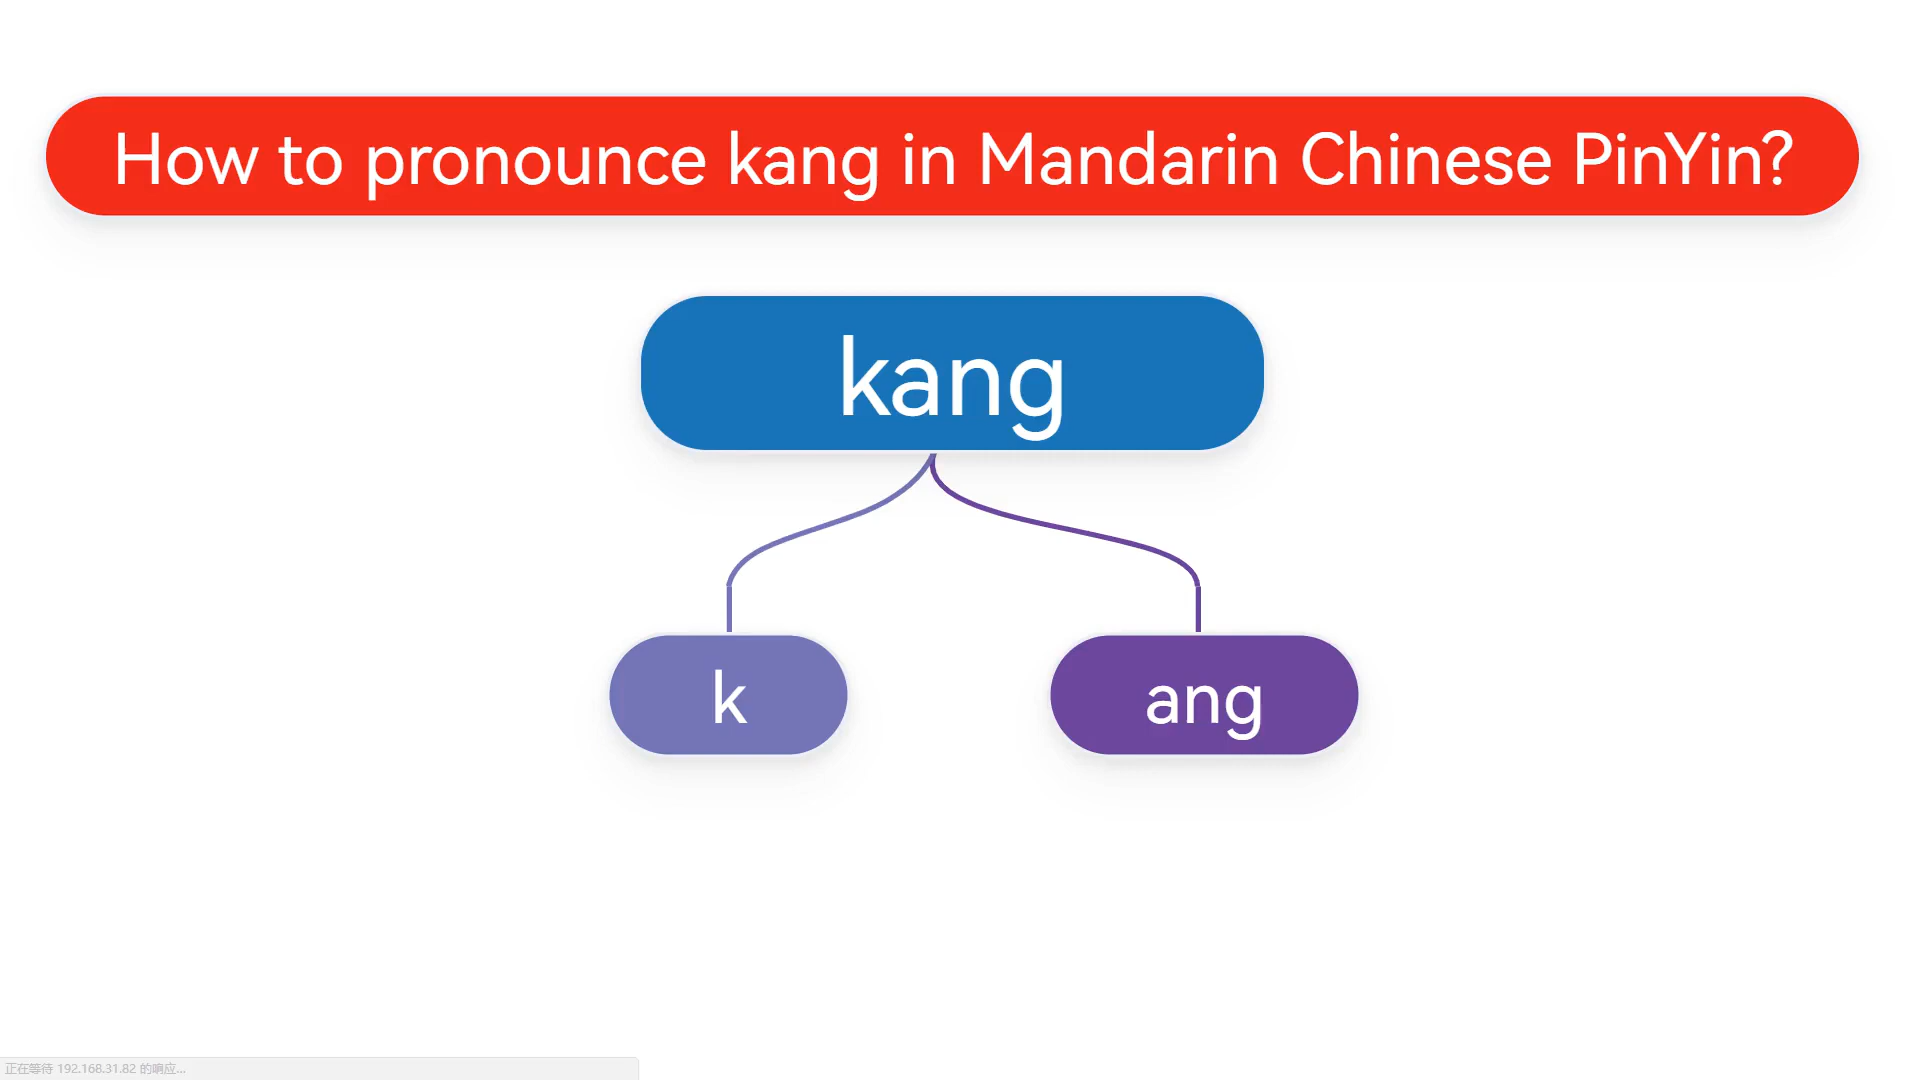 How to pronounce kang in Mandarin Chinese PinYin?
kang
k
ang
正在等待 192.168.31.82 的响应...